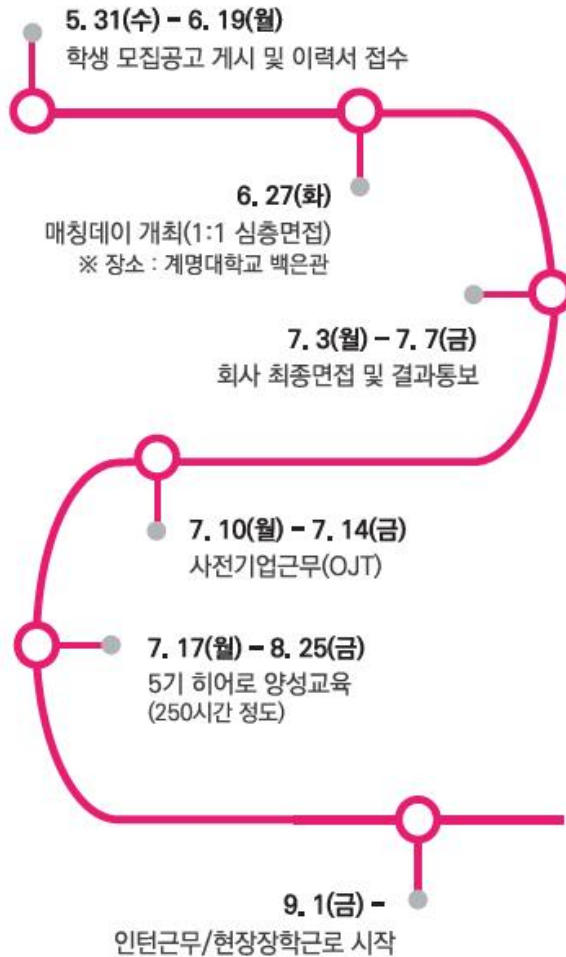 5. 31(수) - 6. 19(월)
학생 모집공고 게시 및 이력서 접수
6. 27(화)
매칭데이 개최(1:1 심층면접)
※ 장소 : 계명대학교 백은관
7. 3(월) - 7. 7(금)
회사 최종면접 및 결과통보
7. 10(월) - 7. 14(금)
사전기업근무(OJT)
7. 17(월) - 8. 25(금)
5기 히어로 양성교육
(250시간 정도)
9. 1(금) -
인턴근무/현장장학근로 시작